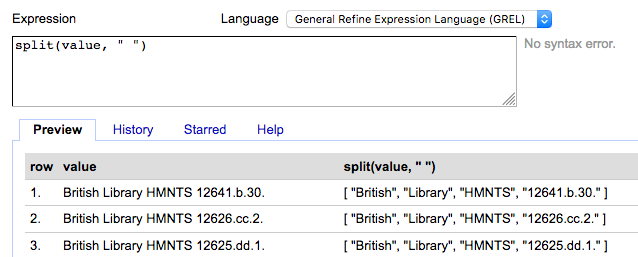 Expression Language General Refine Expression Language (GREL)
split(value, " ") No syntax error.
Preview History Starred Help
row value split(value, " ")
1. British Library HMNTS 12641.b.30. [ "British", "Library", "HMNTS", "12641.b.30." ]
2. British Library HMNTS 12626.cc.2. [ "British", "Library", "HMNTS", "12626.cc.2." ]
3. British Library HMNTS 12625.dd.1. [ "British", "Library", "HMNTS", "12625.dd.1." ]